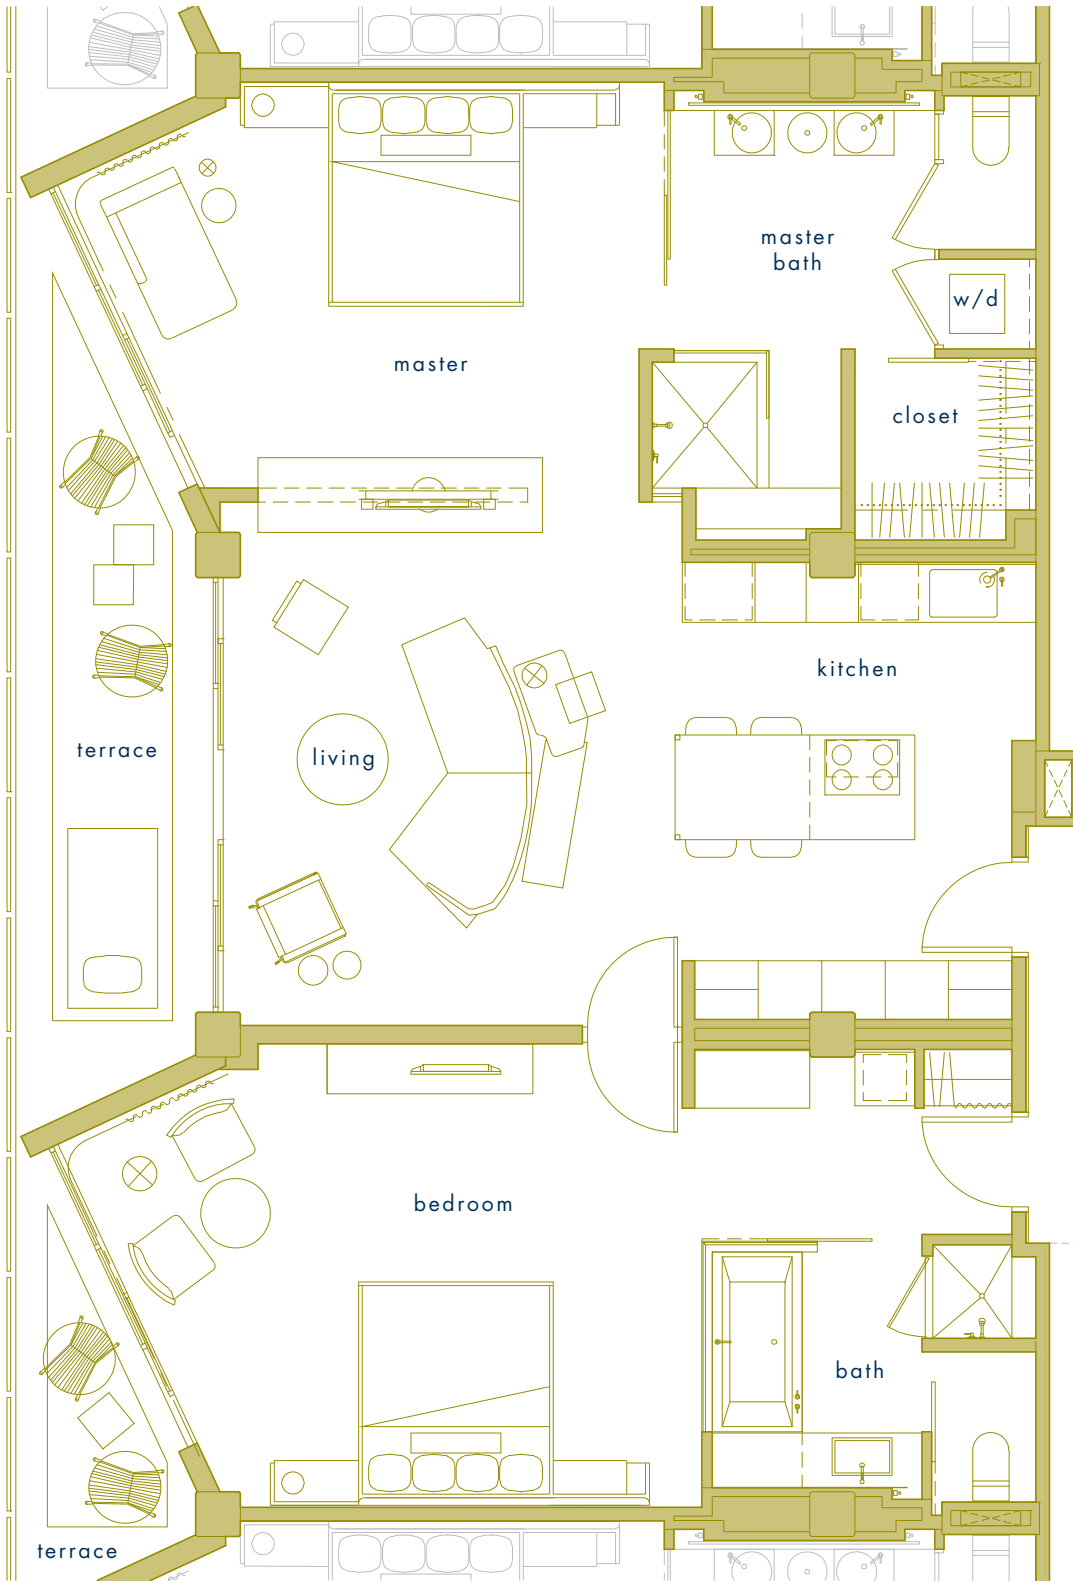 master
bath
w/d
master
closet
kitchen
terrace
living
bedroom
bath
terrace